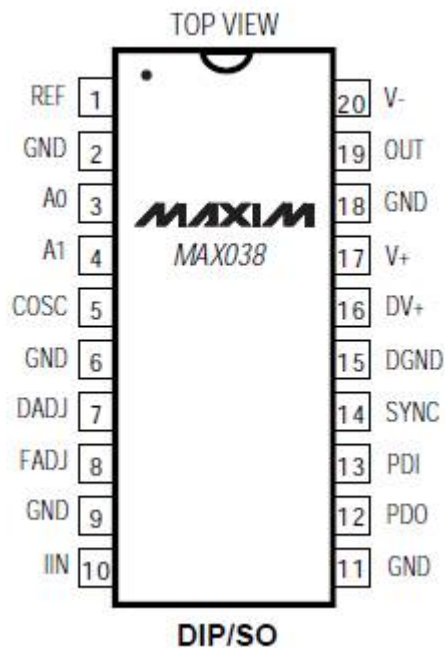 TOP VIEW
REF 1
20 V-
GND 2
19 OUT
A0 3
18 GND
MAXIM
A1 4
MAX038
17 V+
COSC 5
16 DV+
GND 6
15 DGND
DADJ 7
14 SYNC
FADJ 8
13 PDI
GND 9
12 PDO
IIN 10
11 GND
DIP/SO